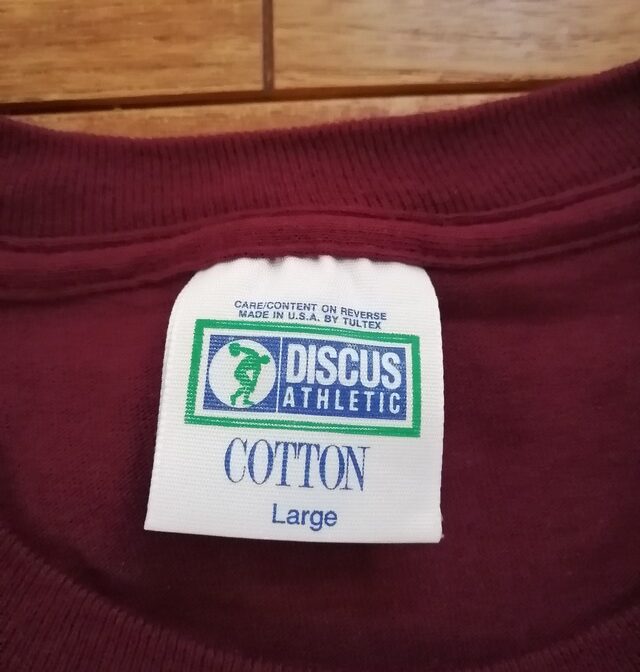 CARE/CONTENT ON REVERSE
MADE IN U.S.A. BY TULTEX
DISCUS
ATHLETIC
COTTON
Large